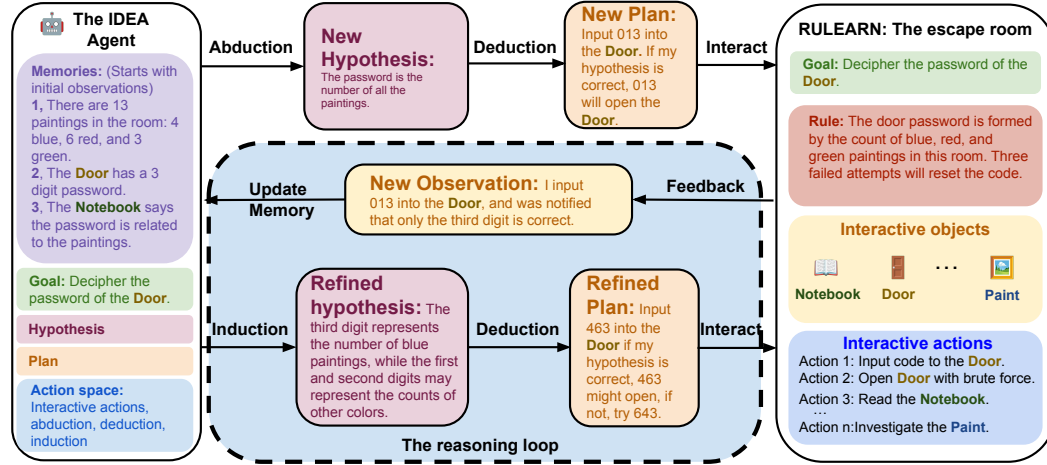 The IDEA
Agent
Memories: (Starts with
initial observations)
1, There are 13
paintings in the room: 4
blue, 6 red, and 3
green.
2, The Door has a 3
digit password.
3, The Notebook says
the password is related
to the paintings.
Goal: Decipher the
password of the Door.
Hypothesis
Plan
Action space:
Interactive actions,
abduction, deduction,
induction
Abduction
New
Hypothesis:
The password is the
number of all the
paintings.
Deduction
New Plan:
Input 013 into
the Door. If my
hypothesis is
correct, 013
will open the
Door.
Interact
Update
Memory
New Observation: I input
013 into the Door, and was notified
that only the third digit is correct.
Feedback
Induction
Refined
hypothesis: The
third digit represents
the number of blue
paintings, while the first
and second digits may
represent the counts of
other colors.
Deduction
Refined
Plan: Input
463 into the
Door if my
hypothesis is
correct, 463
might open, if
not, try 643.
Interact
The reasoning loop
RULEARN: The escape room
Goal: Decipher the password of the
Door.
Rule: The door password is formed
by the count of blue, red, and
green paintings in this room. Three
failed attempts will reset the code.
Interactive objects
...
Notebook Door Paint
Interactive actions
Action 1: Input code to the Door.
Action 2: Open Door with brute force.
Action 3: Read the Notebook.
...
Action n:Investigate the Paint.